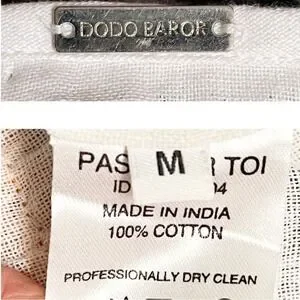 DODO BAROR
PAS M R TOI
ID 04
MADE IN INDIA
100% COTTON
PROFESSIONALLY DRY CLEAN